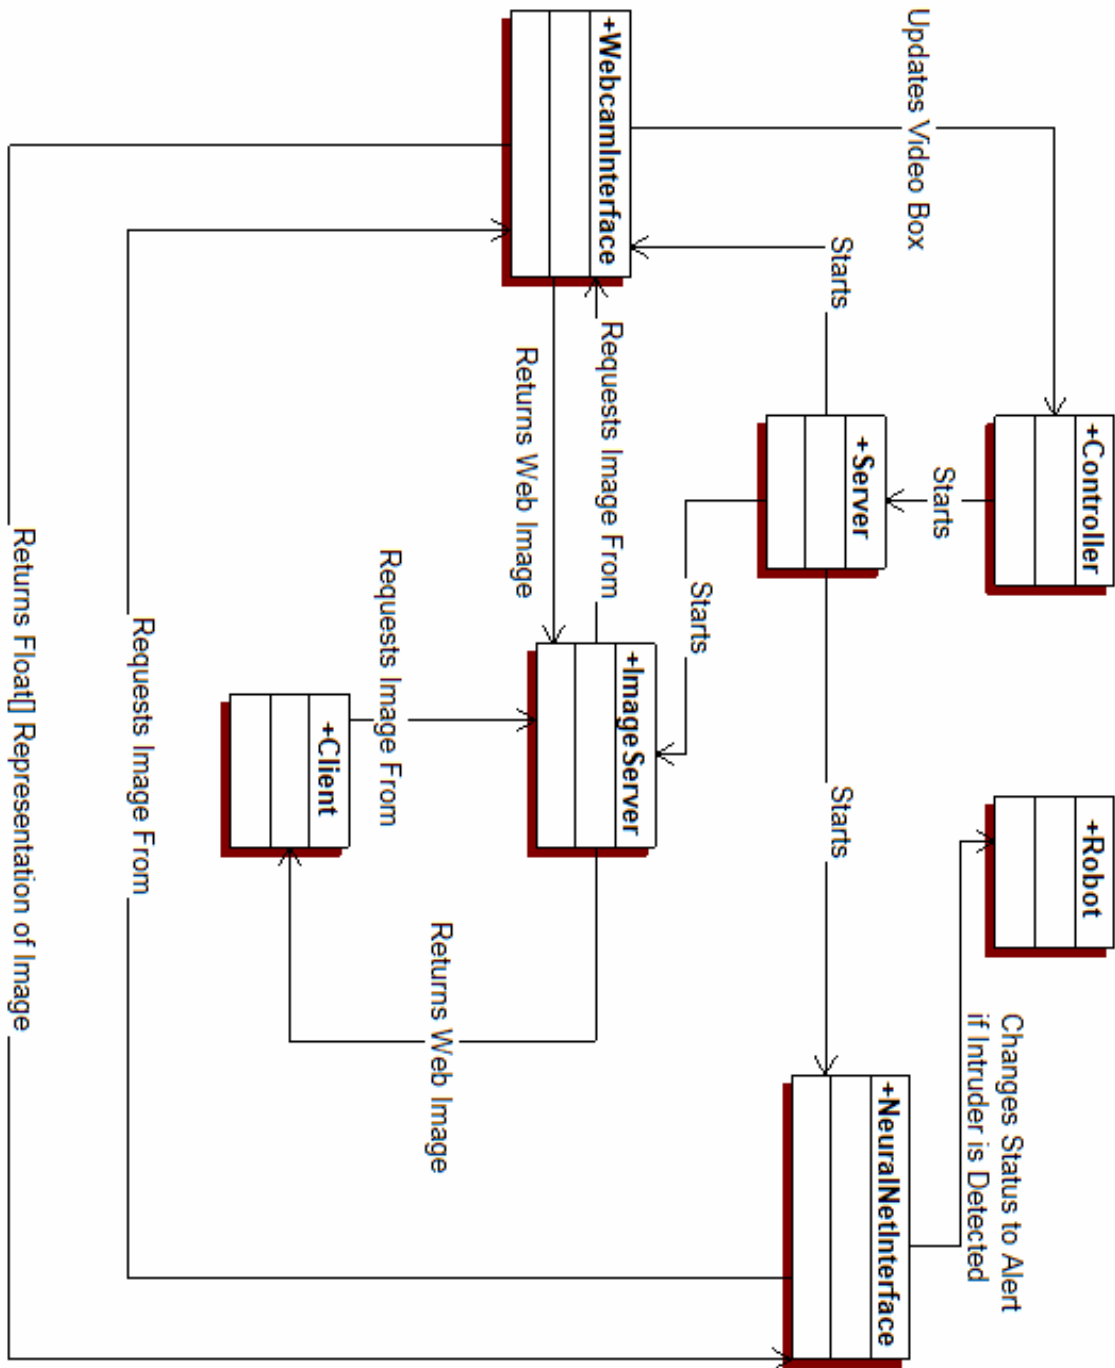 +Controller
+Robot
Changes Status to Alert
if Intruder is Detected
Starts
Updates Video Box
+NeuralNetInterface
+Server
Starts
Starts
Starts
+ImageServer
+WebcamInterface
Requests Image From
Returns Web Image
Returns Web Image
Requests Image From
+Client
Requests Image From
Returns Float[] Representation of Image